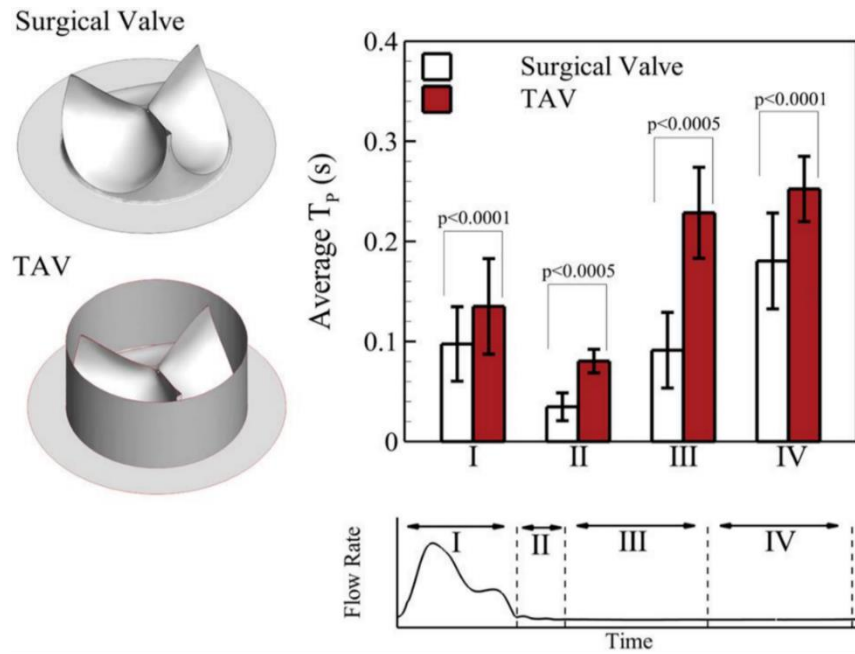 Surgical Valve
TAV
Average T_P (s)
0.4
0.3
0.2
0.1
0
Surgical Valve
TAV
p<0.0001
p<0.0005
p<0.0005
p<0.0001
I
II
III
IV
Flow Rate
I
II
III
IV
Time